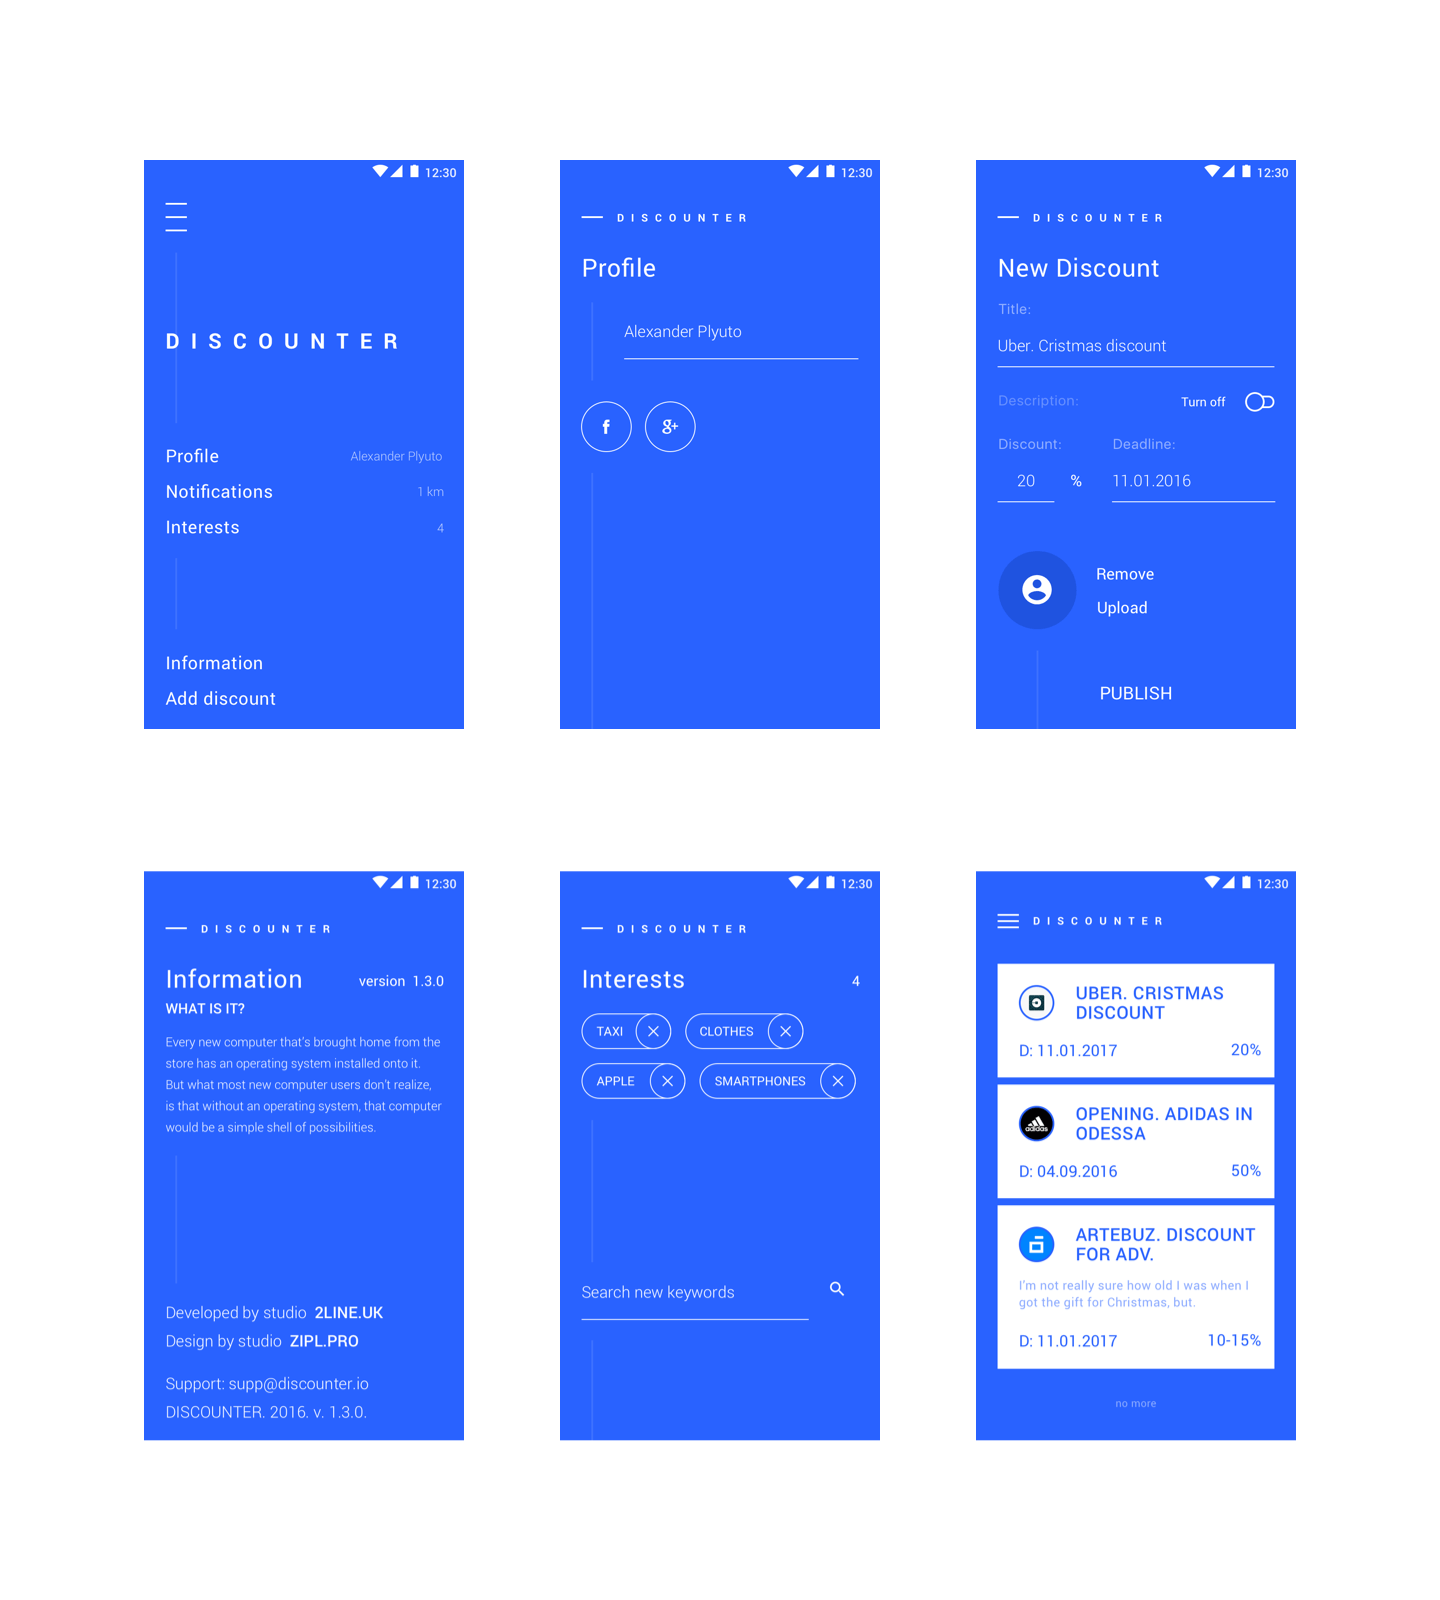 12:30
DISCOUNTER
Profile Alexander Plyuto
Notifications 1 km
Interests 4
Information
Add discount
12:30
DISCOUNTER
Profile
Alexander Plyuto
f g+
12:30
DISCOUNTER
New Discount
Title:
Uber. Cristmas discount
Description: Turn off
Discount: Deadline:
20 % 11.01.2016
Remove
Upload
PUBLISH
12:30
DISCOUNTER
Information version 1.3.0
WHAT IS IT?
Every new computer that's brought home from the
store has an operating system installed onto it.
But what most new computer users don't realize,
is that without an operating system, that computer
would be a simple shell of possibilities.
Developed by studio 2LINE.UK
Design by studio ZIPL.PRO
Support: supp@discounter.io
DISCOUNTER. 2016. v. 1.3.0.
12:30
DISCOUNTER
Interests 4
TAXI CLOTHES
APPLE SMARTPHONES
Search new keywords
12:30
DISCOUNTER
UBER. CRISTMAS
DISCOUNT
D: 11.01.2017 20%
adidas
OPENING. ADIDAS IN
ODESSA
D: 04.09.2016 50%
ARTEBUZ. DISCOUNT
FOR ADV.
I'm not really sure how old I was when I
got the gift for Christmas, but.
D: 11.01.2017 10-15%
no more